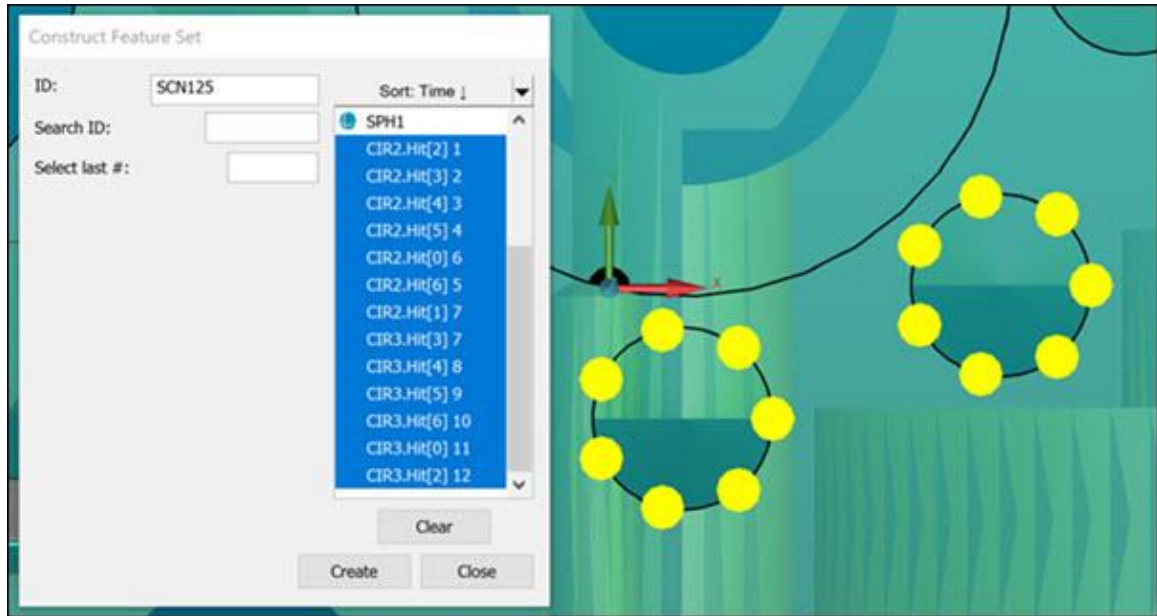 Construct Feature Set
ID:
SCN125
Sort: Time ↓
Search ID:
Select last #:
SPH1
CIR2.Hit[2] 1
CIR2.Hit[3] 2
CIR2.Hit[4] 3
CIR2.Hit[5] 4
CIR2.Hit[0] 6
CIR2.Hit[6] 5
CIR2.Hit[1] 7
CIR3.Hit[3] 7
CIR3.Hit[4] 8
CIR3.Hit[5] 9
CIR3.Hit[6] 10
CIR3.Hit[0] 11
CIR3.Hit[2] 12
Clear
Create
Close
X